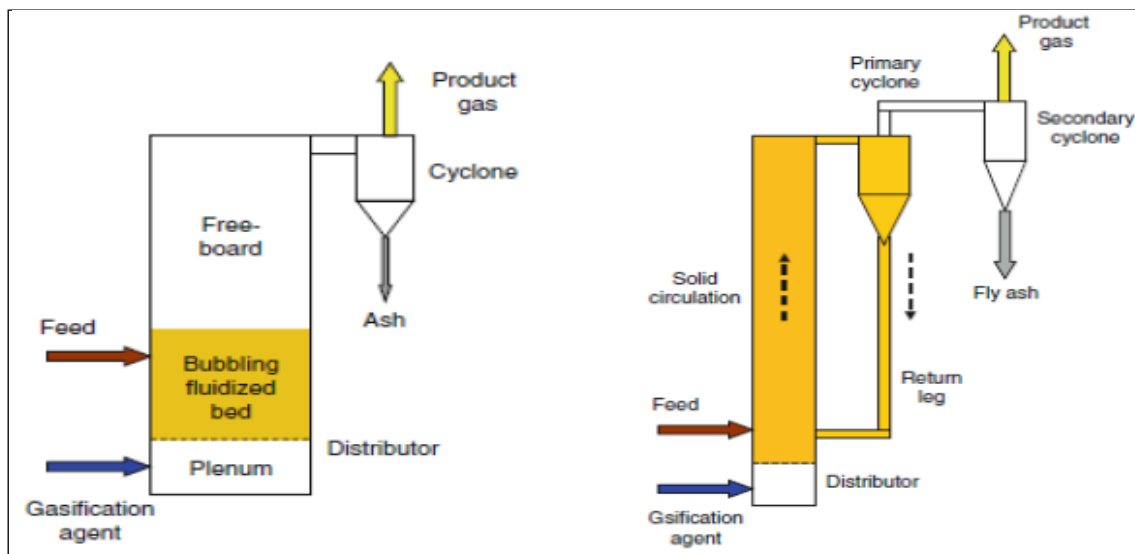 Product
gas
Cyclone
Free-
board
Ash
Feed
Bubbling
fluidized
bed
Distributor
Plenum
Gasification
agent
Product
gas
Primary
cyclone
Secondary
cyclone
Solid
circulation
Fly ash
Return
leg
Feed
Distributor
Gsification
agent